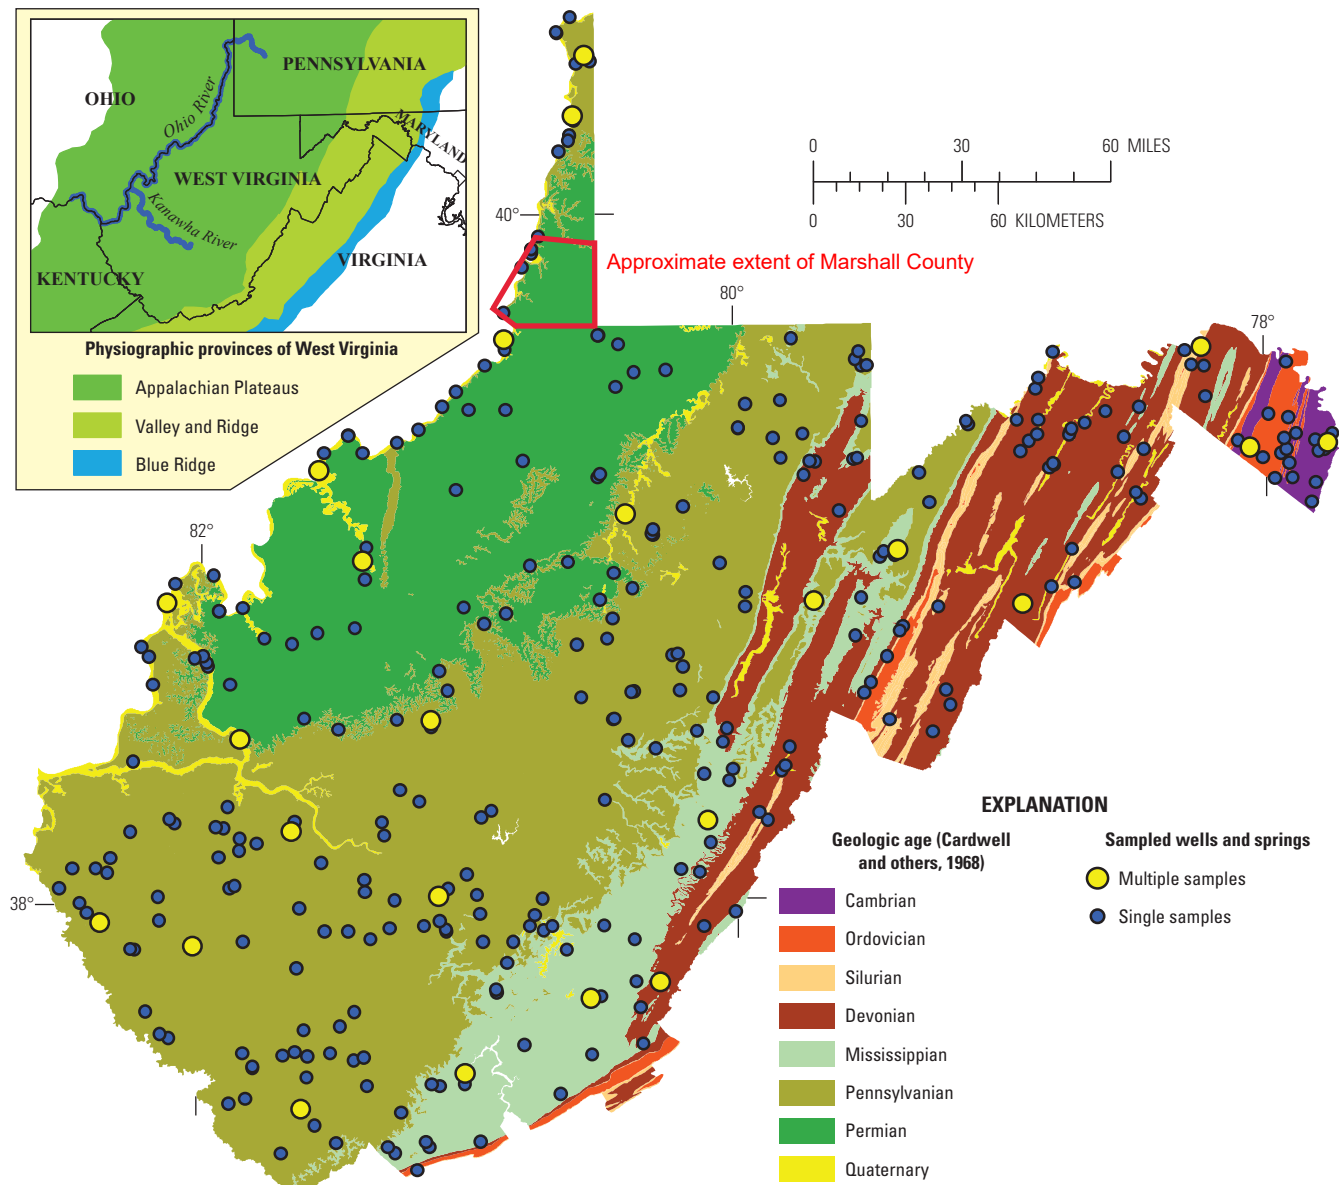 PENNSYLVANIA
OHIO
Ohio River
MARYLAND
WEST VIRGINIA
Kanawha River
KENTUCKY
VIRGINIA
Physiographic provinces of West Virginia
Appalachian Plateaus
Valley and Ridge
Blue Ridge
0 30 60 MILES
0 30 60 KILOMETERS
40°
Approximate extent of Marshall County
80°
78°
82°
38°
EXPLANATION
Geologic age (Cardwell
and others, 1968)
Cambrian
Ordovician
Silurian
Devonian
Mississippian
Pennsylvanian
Permian
Quaternary
Sampled wells and springs
Multiple samples
Single samples